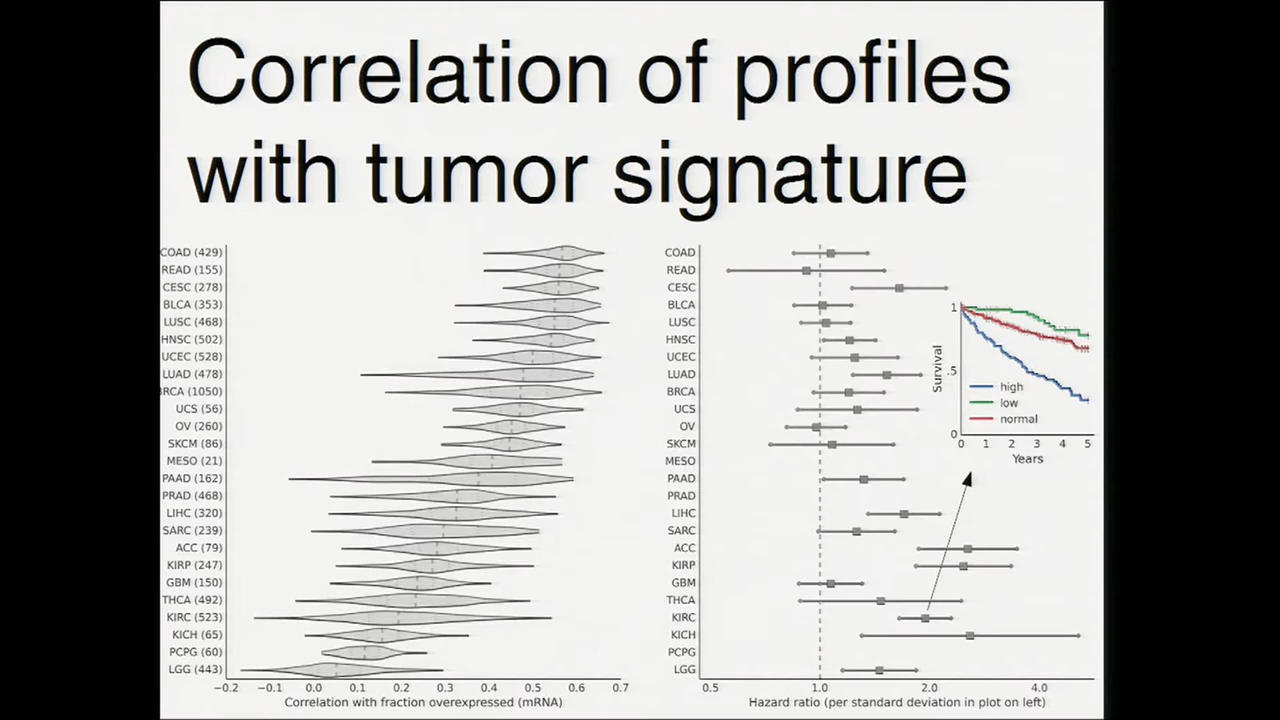 Correlation of profiles
with tumor signature
COAD (429)
READ (155)
CESC (278)
BLCA (353)
LUSC (468)
HNSC (502)
UCEC (528)
LUAD (478)
BRCA (1050)
UCS (56)
OV (260)
SKCM (86)
MESO (21)
PAAD (162)
PRAD (468)
LIHC (320)
SARC (239)
ACC (79)
KIRP (247)
GBM (150)
THCA (492)
KIRC (523)
KICH (65)
PCPG (60)
LGG (443)
−0.2 −0.1 0.0 0.1 0.2 0.3 0.4 0.5 0.6 0.7
Correlation with fraction overexpressed (mRNA)
COAD
READ
CESC
BLCA
LUSC
HNSC
UCEC
LUAD
BRCA
UCS
OV
SKCM
MESO
PAAD
PRAD
LIHC
SARC
ACC
KIRP
GBM
THCA
KIRC
KICH
PCPG
LGG
0.5 1.0 2.0 4.0
Hazard ratio (per standard deviation in plot on left)
1
.5
0
Survival
high
low
normal
0 1 2 3 4 5
Years